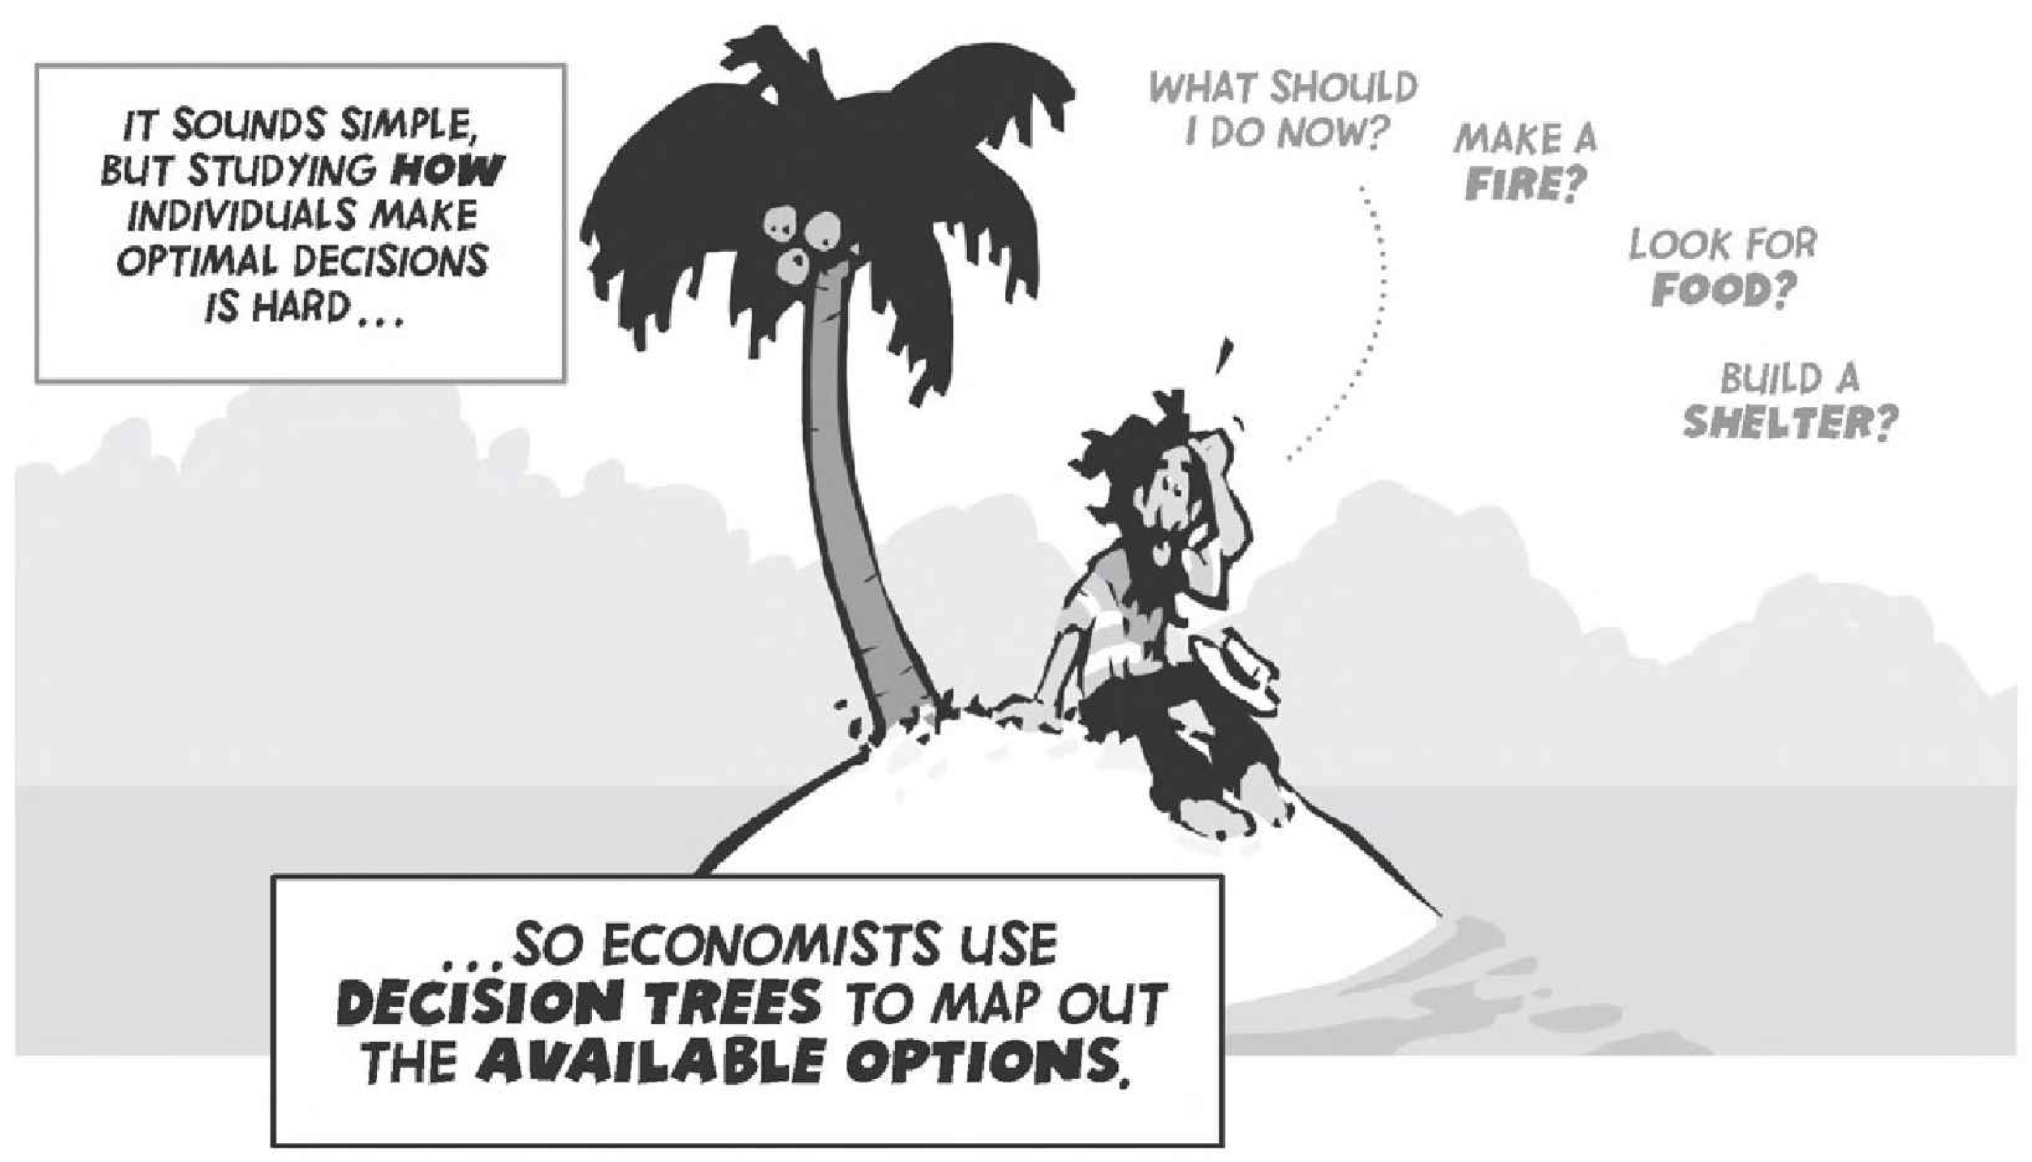 IT SOUNDS SIMPLE,
BUT STUDYING HOW
INDIVIDUALS MAKE
OPTIMAL DECISIONS
IS HARD...
WHAT SHOULD
I DO NOW?
MAKE A
FIRE?
LOOK FOR
FOOD?
BUILD A
SHELTER?
...SO ECONOMISTS USE
DECISION TREES TO MAP OUT
THE AVAILABLE OPTIONS.